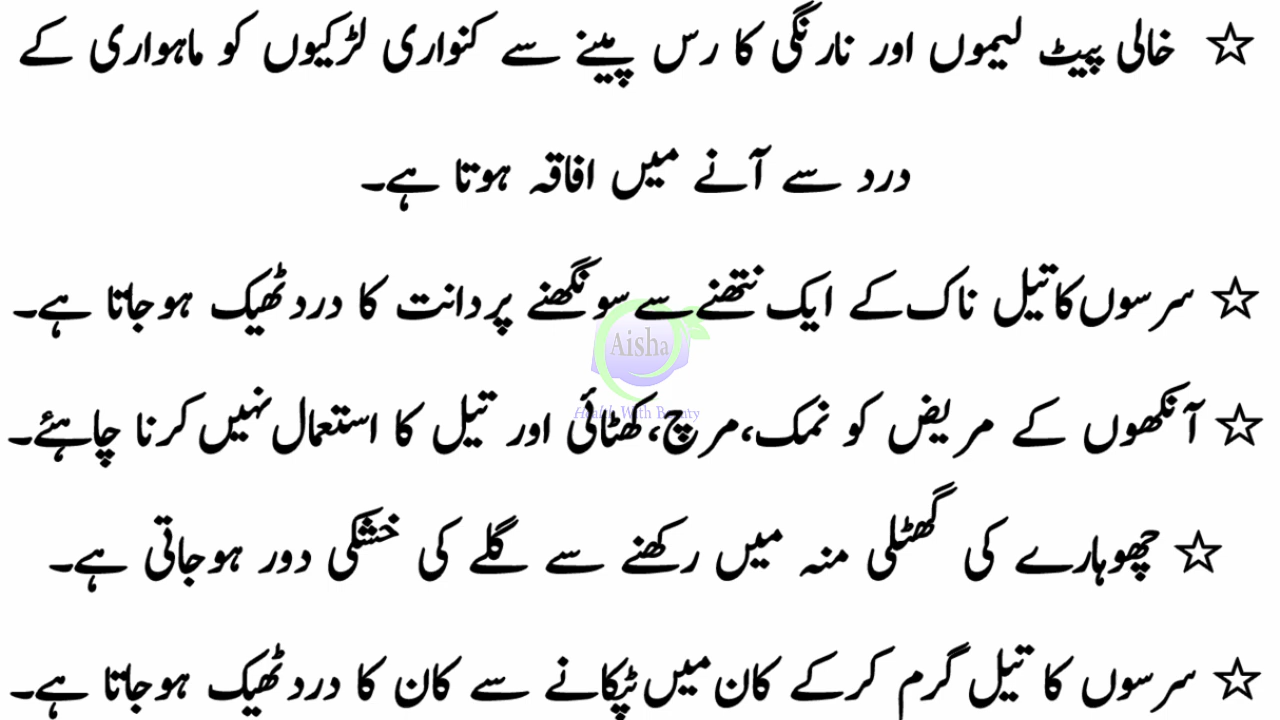 ☆ خالی پیٹ لیموں اور نارنگی کا رس پینے سے کنواری لڑکیوں کو ماہواری کے
درد سے آنے میں افاقہ ہوتا ہے۔
☆ سرسوں کا تیل ناک کے ایک نتھنے سے سونگھنے پر دانت کا درد ٹھیک ہوجاتا ہے۔
Aisha
Health With Beauty
☆ آنکھوں کے مریض کو نمک،مرچ،کھٹائی اور تیل کا استعمال نہیں کرنا چاہئے۔
☆ چھوہارے کی گھٹلی منہ میں رکھنے سے گلے کی خشکی دور ہوجاتی ہے۔
☆ سرسوں کا تیل گرم کرکے کان میں ٹپکانے سے کان کا درد ٹھیک ہوجاتا ہے۔